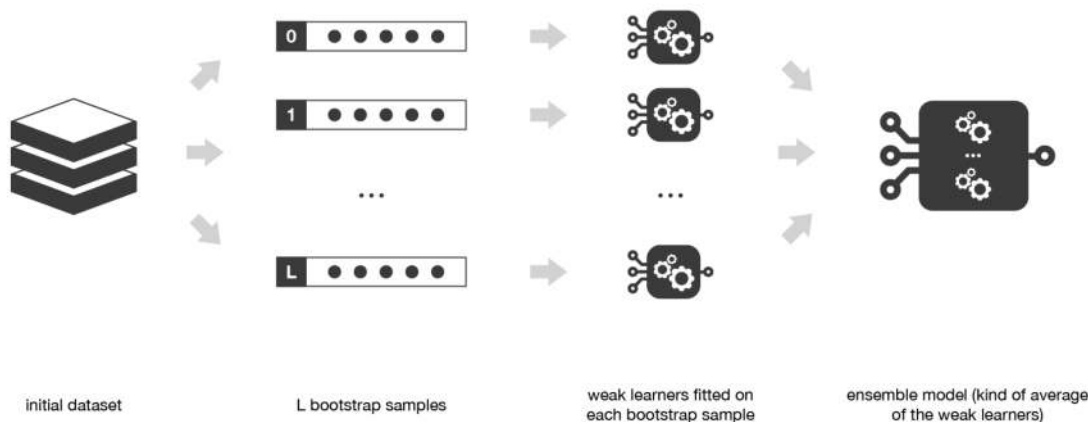 0
1
...
...
...
L
initial dataset
L bootstrap samples
weak learners fitted on
each bootstrap sample
ensemble model (kind of average
of the weak learners)